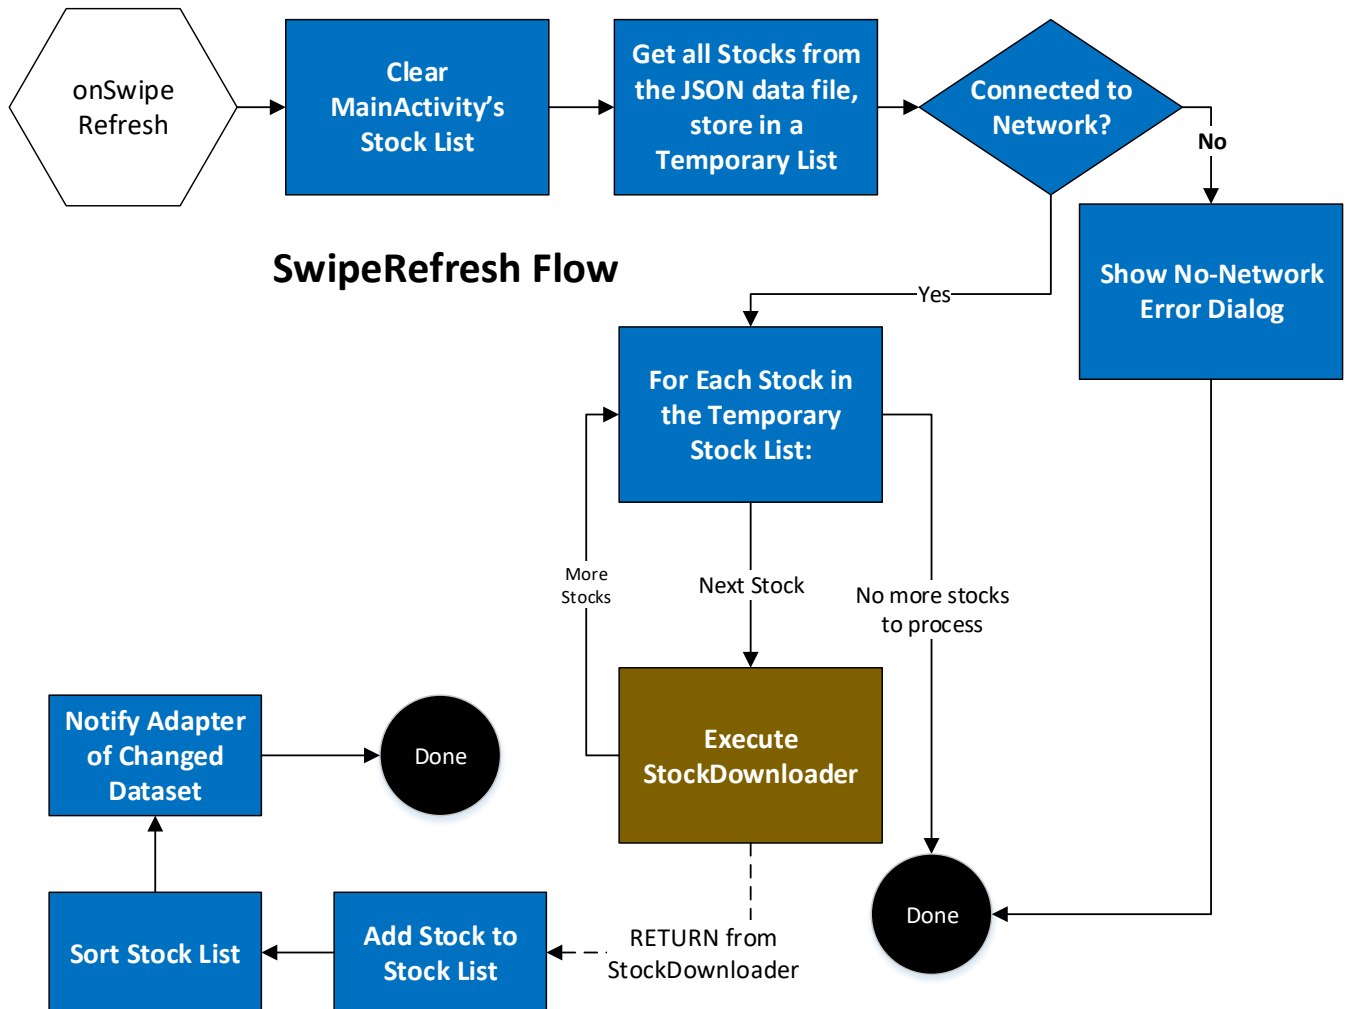 onSwipe
Refresh
Clear
MainActivity’s
Stock List
Get all Stocks from
the JSON data file,
store in a
Temporary List
Connected to
Network?
No
SwipeRefresh Flow
Yes
Show No-Network
Error Dialog
For Each Stock in
the Temporary
Stock List:
More
Stocks
Next Stock
No more stocks
to process
Execute
StockDownloader
Notify Adapter
of Changed
Dataset
Done
Sort Stock List
Add Stock to
Stock List
RETURN from
StockDownloader
Done